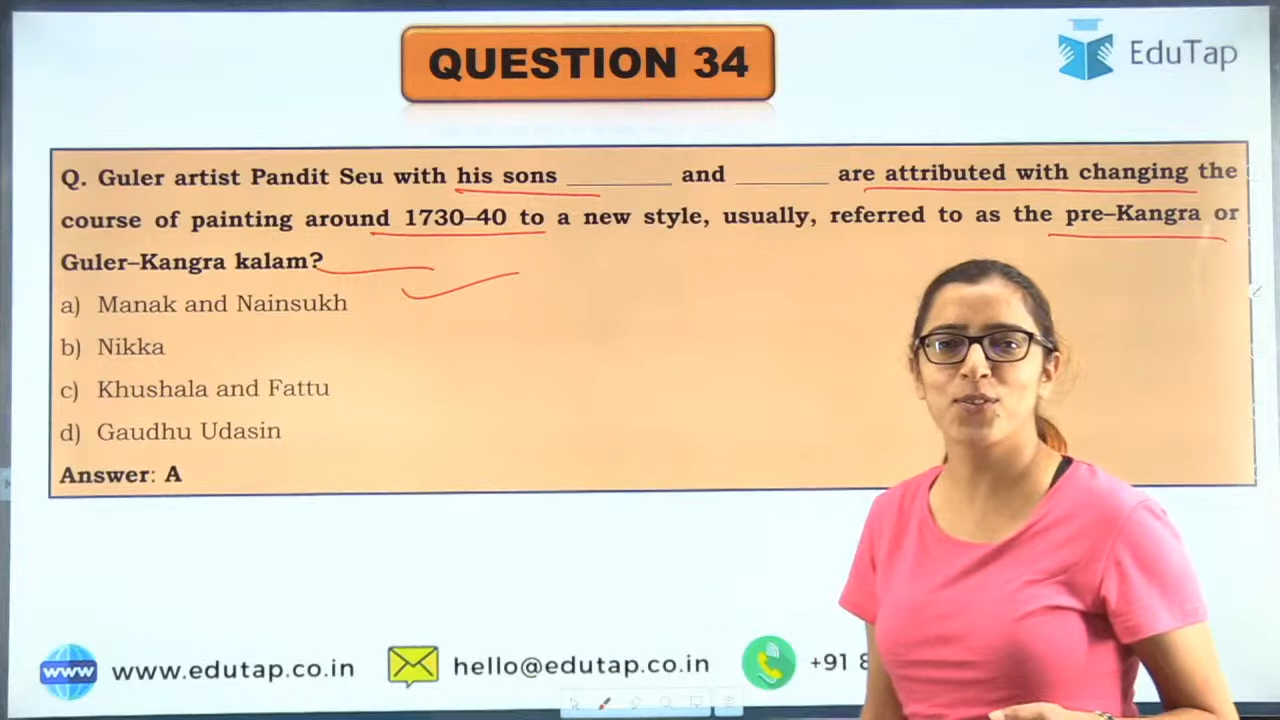 QUESTION 34
EduTap
Q. Guler artist Pandit Seu with his sons ________ and _______ are attributed with changing the
course of painting around 1730–40 to a new style, usually, referred to as the pre–Kangra or
Guler–Kangra kalam?
a) Manak and Nainsukh
b) Nikka
c) Khushala and Fattu
d) Gaudhu Udasin
Answer: A
www www.edutap.co.in hello@edutap.co.in +91 8